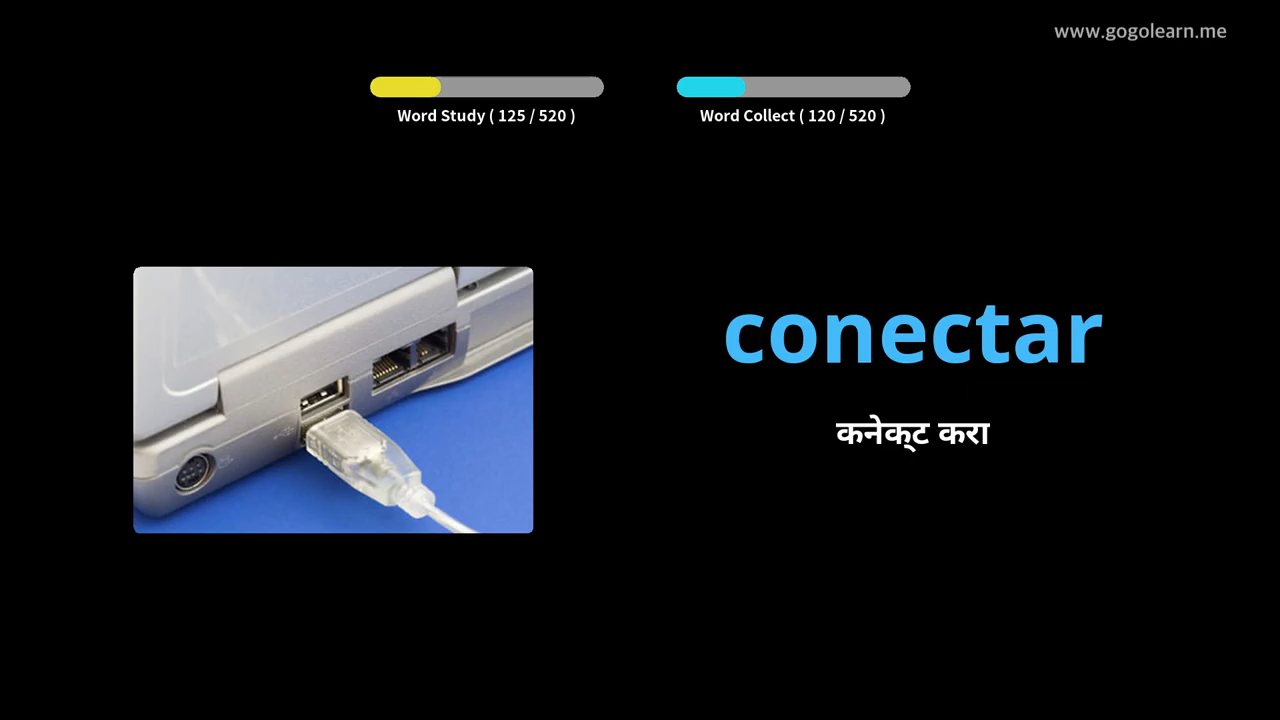 www.gogolearn.me
Word Study ( 125 / 520 )
Word Collect ( 120 / 520 )
conectar
कनेक्ट करा